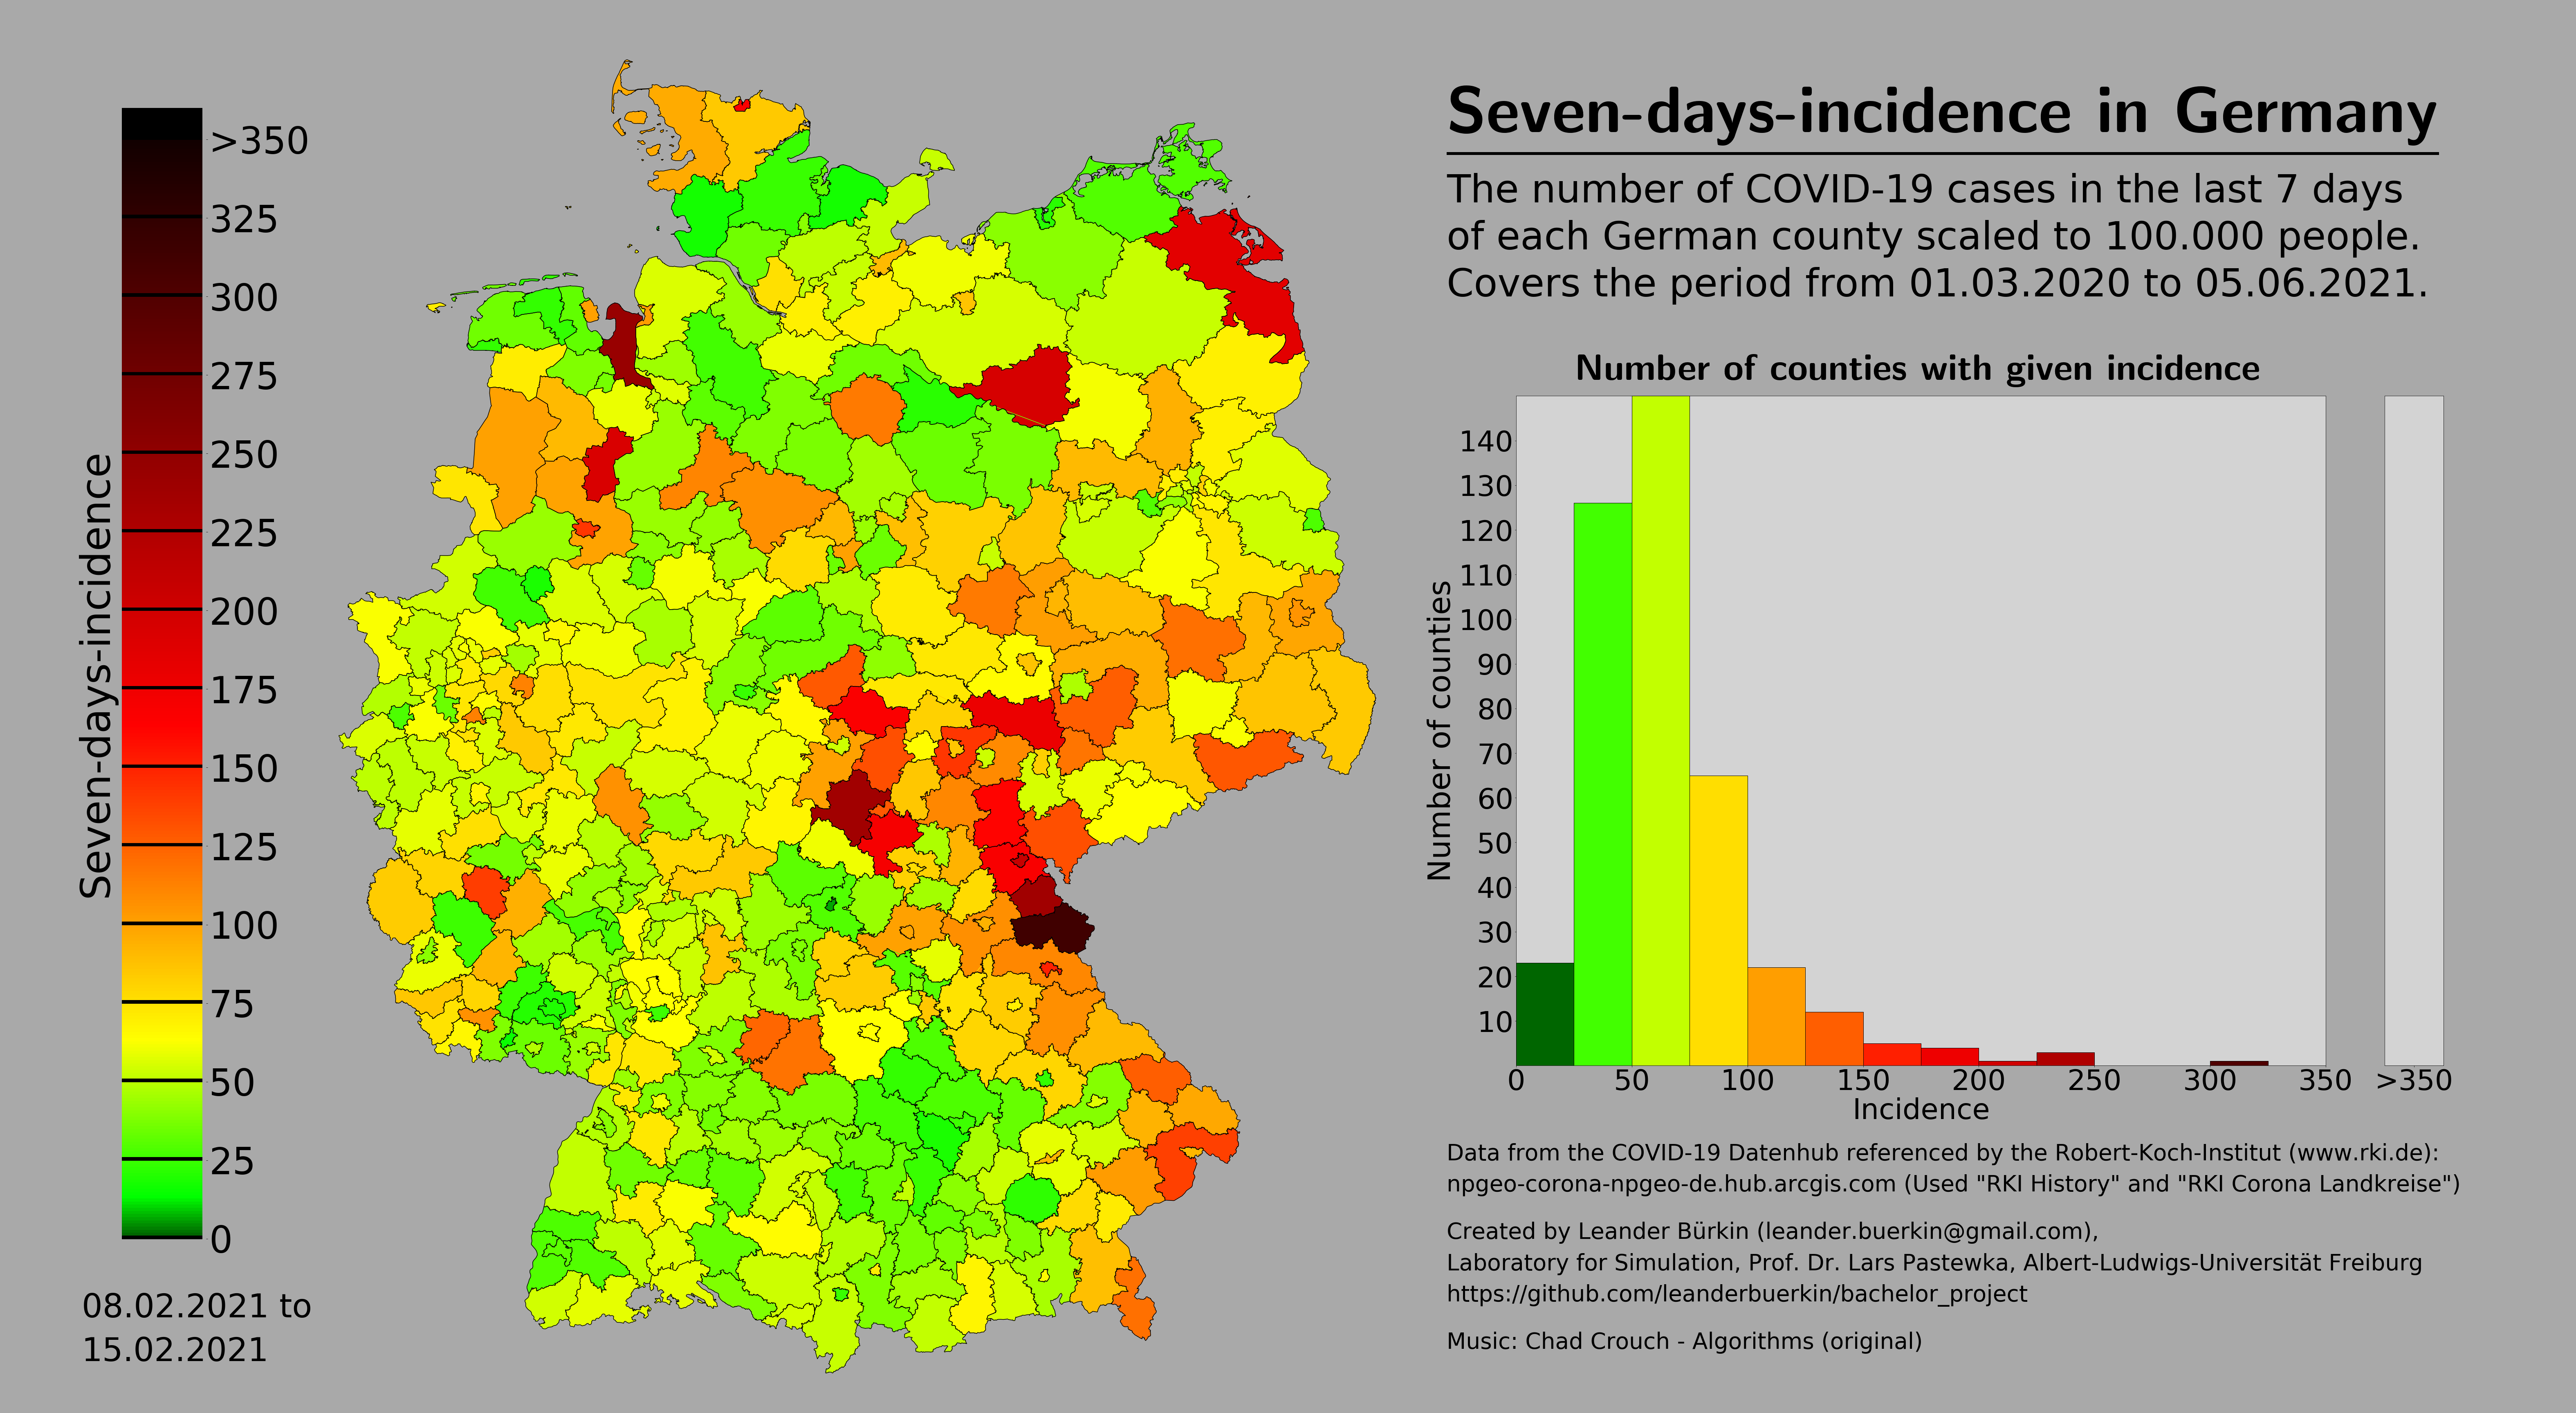 Seven-days-incidence in Germany
The number of COVID-19 cases in the last 7 days
of each German county scaled to 100.000 people.
Covers the period from 01.03.2020 to 05.06.2021.
Seven-days-incidence
>350
325
300
275
250
225
200
175
150
125
100
75
50
25
0
08.02.2021 to
15.02.2021
Number of counties with given incidence
Number of counties
140
130
120
110
100
90
80
70
60
50
40
30
20
10
0 50 100 150 200 250 300 350 >350
Incidence
Data from the COVID-19 Datenhub referenced by the Robert-Koch-Institut (www.rki.de):
npgeo-corona-npgeo-de.hub.arcgis.com (Used "RKI History" and "RKI Corona Landkreise")
Created by Leander Bürkin (leander.buerkin@gmail.com),
Laboratory for Simulation, Prof. Dr. Lars Pastewka, Albert-Ludwigs-Universität Freiburg
https://github.com/leanderbuerkin/bachelor_project
Music: Chad Crouch - Algorithms (original)